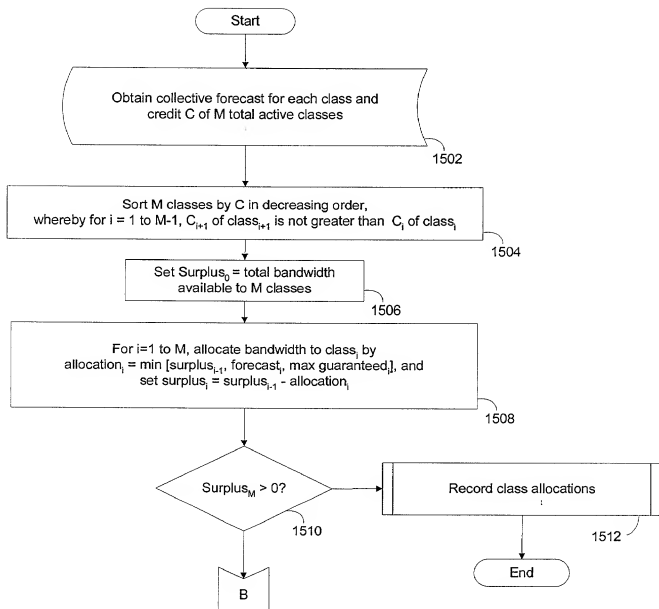 Start
Obtain collective forecast for each class and
credit C of M total active classes
1502
Sort M classes by C in decreasing order,
whereby for i = 1 to M-1, Cᵢ₊₁ of classᵢ₊₁ is not greater than Cᵢ of classᵢ
1504
Set Surplus₀ = total bandwidth
available to M classes
1506
For i=1 to M, allocate bandwidth to classᵢ by
allocationᵢ = min [surplusᵢ₋₁, forecastᵢ, max guaranteedᵢ], and
set surplusᵢ = surplusᵢ₋₁ - allocationᵢ
1508
Surplus_M > 0?
1510
Record class allocations
1512
End
B